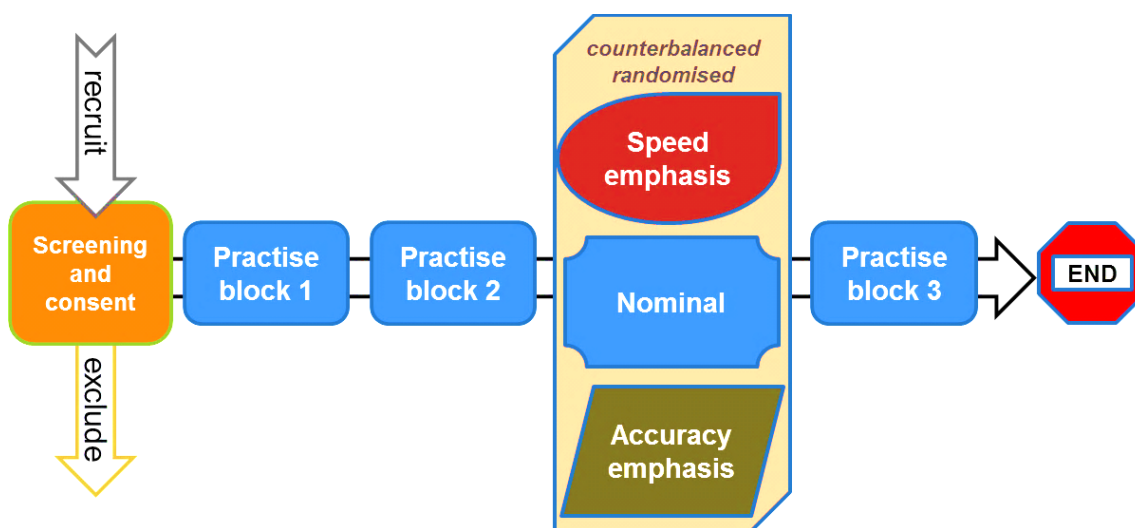 recruit
Screening
and
consent
exclude
Practise
block 1
Practise
block 2
counterbalanced
randomised
Speed
emphasis
Nominal
Accuracy
emphasis
Practise
block 3
END